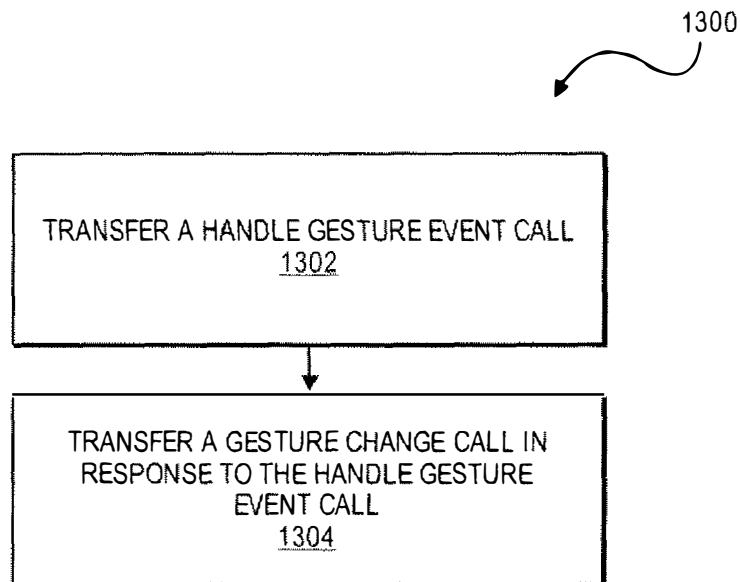 1300
TRANSFER A HANDLE GESTURE EVENT CALL
1302
TRANSFER A GESTURE CHANGE CALL IN
RESPONSE TO THE HANDLE GESTURE
EVENT CALL
1304